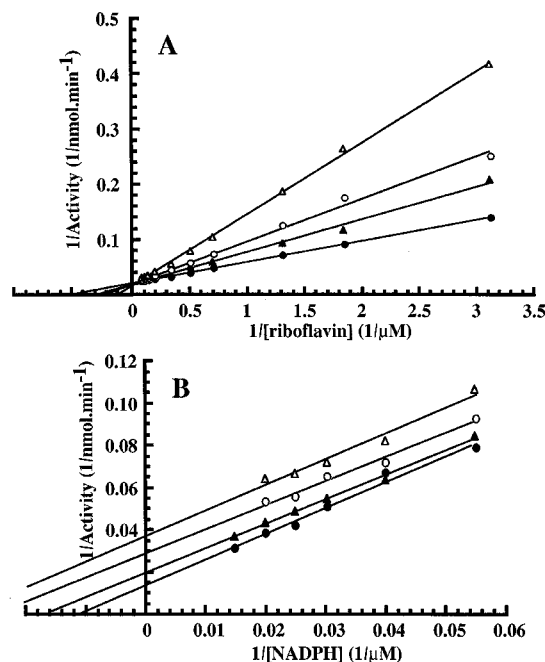 A
1/Activity (1/nmol.min-1)
0.5
0.4
0.3
0.2
0.1
0 0.5 1 1.5 2 2.5 3 3.5
1/[riboflavin] (1/µM)
B
1/Activity (1/nmol.min-1)
0.12
0.10
0.08
0.06
0.04
0 0.01 0.02 0.03 0.04 0.05 0.06
1/[NADPH] (1/µM)